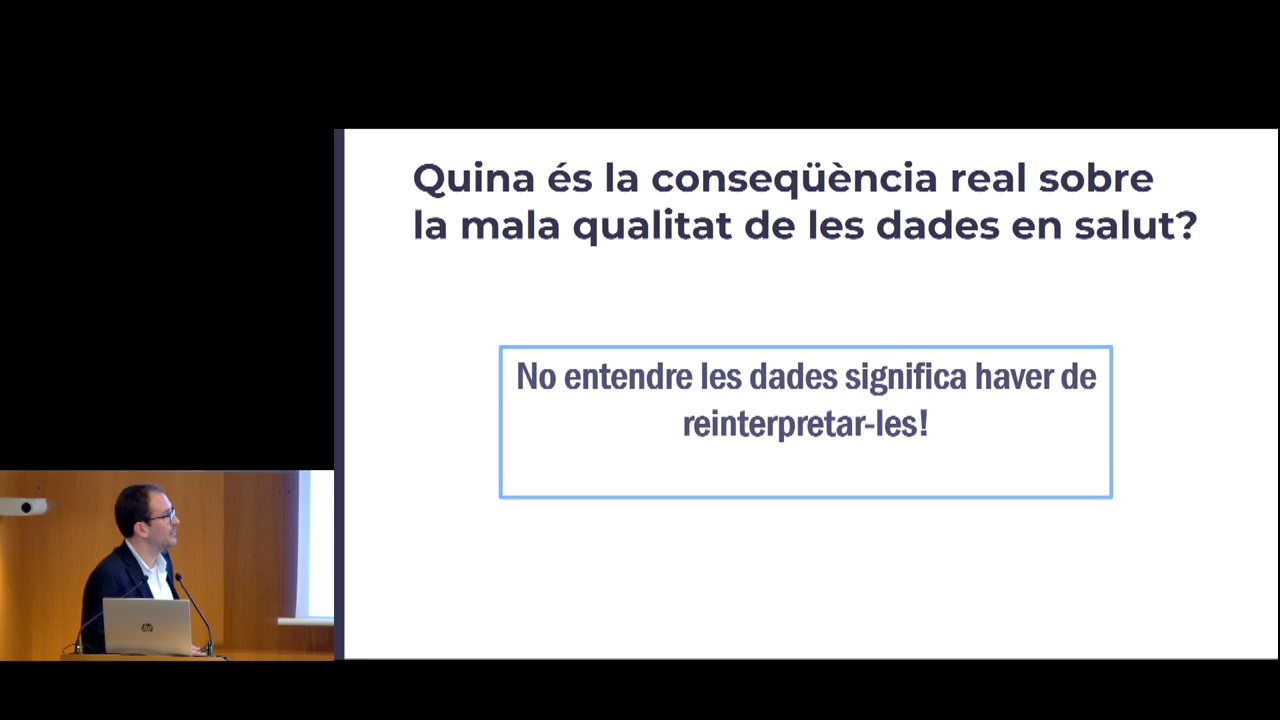 Quina és la conseqüència real sobre
la mala qualitat de les dades en salut?
No entendre les dades significa haver de
reinterpretar-les!
hp